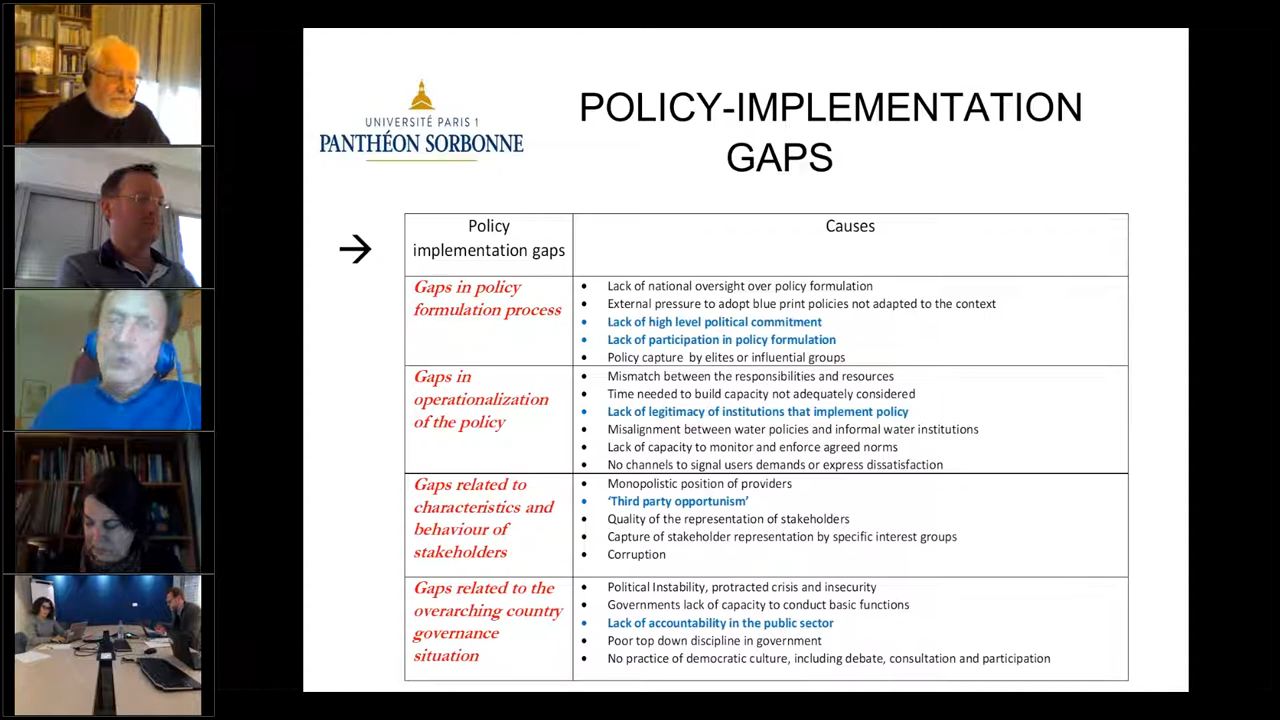 UNIVERSITÉ PARIS 1
PANTHÉON SORBONNE
POLICY-IMPLEMENTATION
GAPS
→
Policy
implementation gaps
Causes
Gaps in policy
formulation process
• Lack of national oversight over policy formulation
• External pressure to adopt blue print policies not adapted to the context
• Lack of high level political commitment
• Lack of participation in policy formulation
• Policy capture by elites or influential groups
Gaps in
operationalization
of the policy
• Mismatch between the responsibilities and resources
• Time needed to build capacity not adequately considered
• Lack of legitimacy of institutions that implement policy
• Misalignment between water policies and informal water institutions
• Lack of capacity to monitor and enforce agreed norms
• No channels to signal users demands or express dissatisfaction
Gaps related to
characteristics and
behaviour of
stakeholders
• Monopolistic position of providers
• ‘Third party opportunism’
• Quality of the representation of stakeholders
• Capture of stakeholder representation by specific interest groups
• Corruption
Gaps related to the
overarching country
governance
situation
• Political Instability, protracted crisis and insecurity
• Governments lack of capacity to conduct basic functions
• Lack of accountability in the public sector
• Poor top down discipline in government
• No practice of democratic culture, including debate, consultation and participation